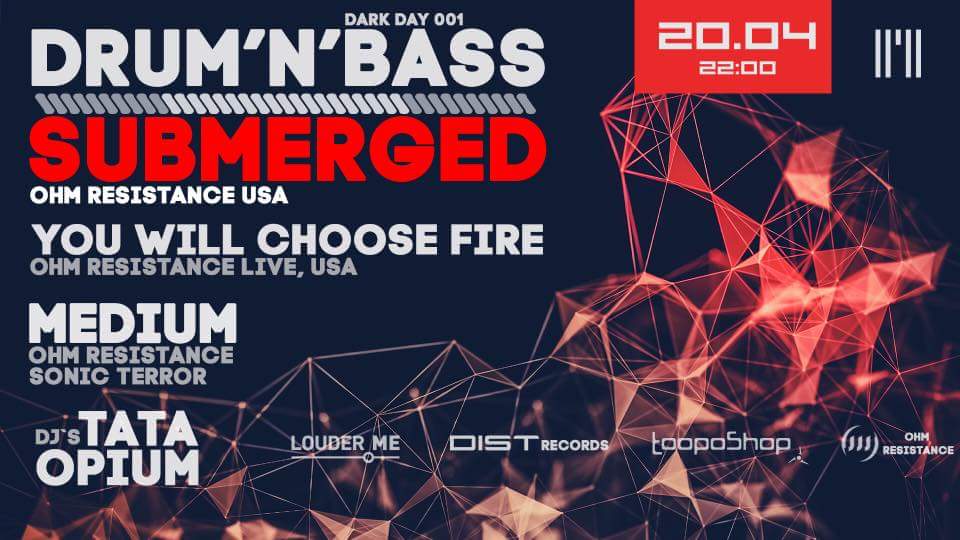 DARK DAY 001
DRUM'N'BASS
SUBMERGED
OHM RESISTANCE USA
YOU WILL CHOOSE FIRE
OHM RESISTANCE LIVE, USA
MEDIUM
OHM RESISTANCE
SONIC TERROR
DJ`S TATA
OPIUM
20.04
22:00
LOUDER ME
DIST RECORDS
toopoShop
OHM
RESISTANCE